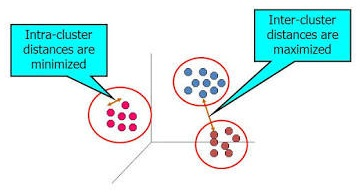 Intra-cluster
distances are
minimized
Inter-cluster
distances are
maximized